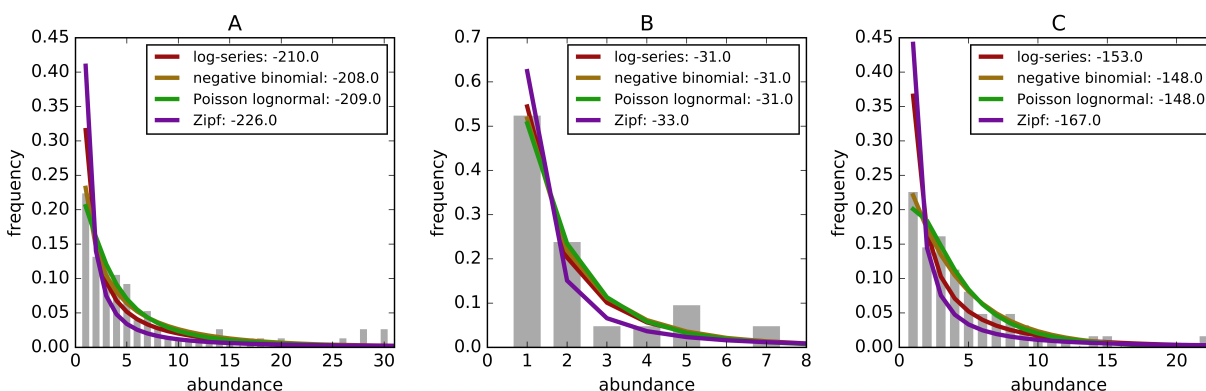 A
0.45
0.40
0.35
0.30
0.25
0.20
0.15
0.10
0.05
0.00
frequency
log-series: -210.0
negative binomial: -208.0
Poisson lognormal: -209.0
Zipf: -226.0
0 5 10 15 20 25 30
abundance
B
0.7
0.6
0.5
0.4
0.3
0.2
0.1
0.0
frequency
log-series: -31.0
negative binomial: -31.0
Poisson lognormal: -31.0
Zipf: -33.0
0 1 2 3 4 5 6 7 8
abundance
C
0.45
0.40
0.35
0.30
0.25
0.20
0.15
0.10
0.05
0.00
frequency
log-series: -153.0
negative binomial: -148.0
Poisson lognormal: -148.0
Zipf: -167.0
0 5 10 15 20
abundance